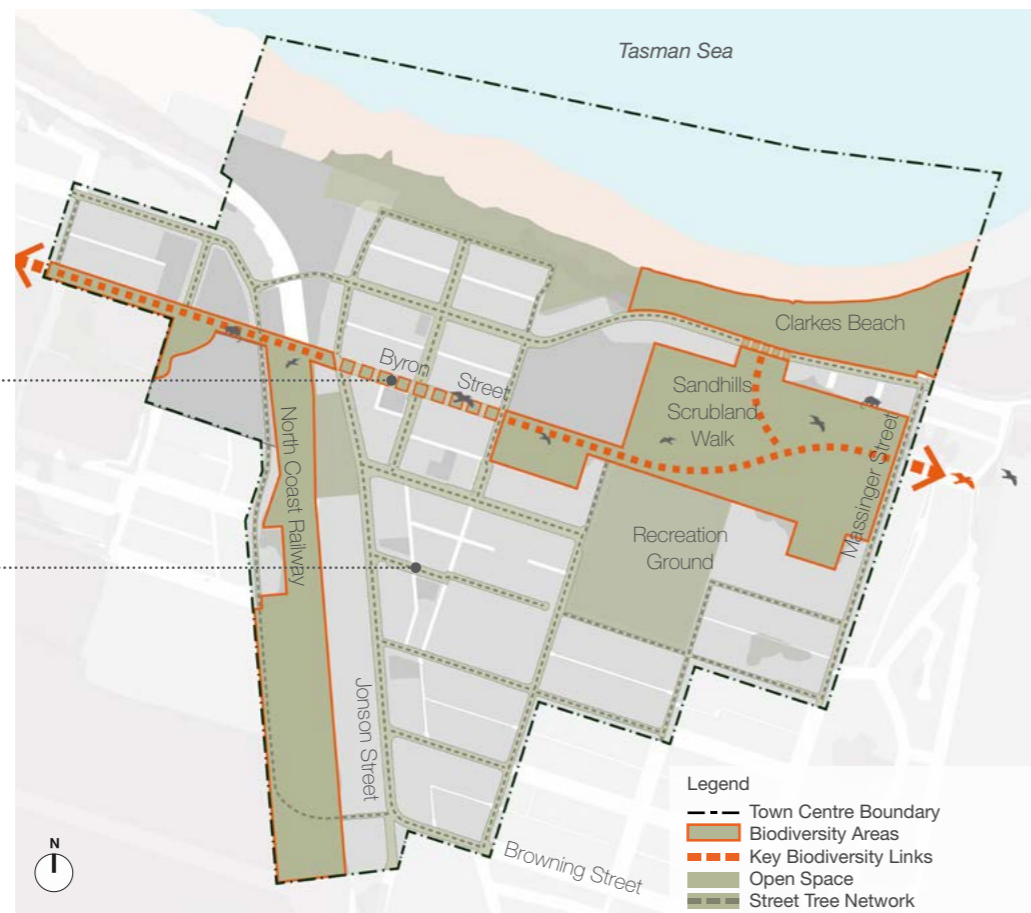 Tasman Sea
Clarkes Beach
Byron
Street
Sandhills
Scrubland
Walk
North Coast Railway
Massinger Street
Recreation
Ground
Jonson Street
Browning Street
N
Legend
Town Centre Boundary
Biodiversity Areas
Key Biodiversity Links
Open Space
Street Tree Network